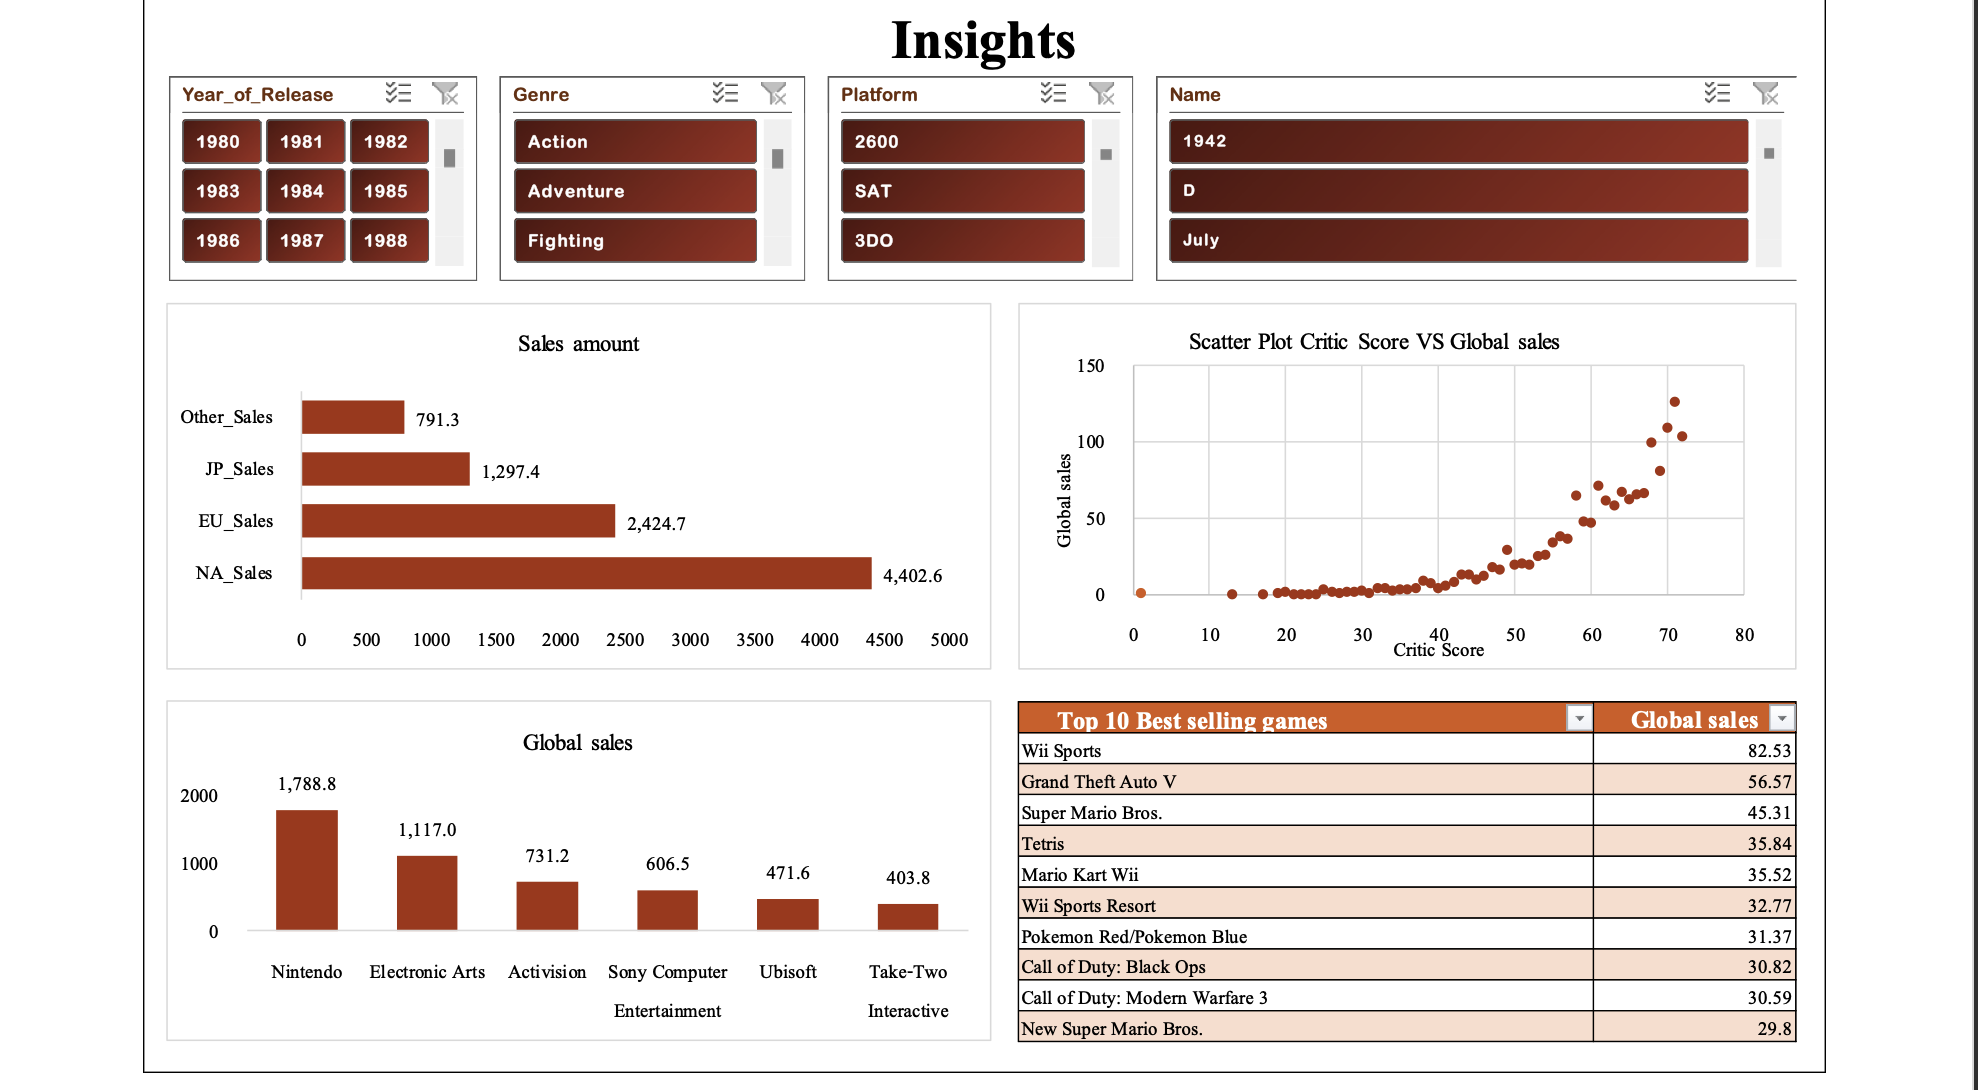 Insights
Year_of_Release
1980 1981 1982
1983 1984 1985
1986 1987 1988
Genre
Action
Adventure
Fighting
Platform
2600
SAT
3DO
Name
1942
D
July
Sales amount
Other_Sales 791.3
JP_Sales 1,297.4
EU_Sales 2,424.7
NA_Sales 4,402.6
0 500 1000 1500 2000 2500 3000 3500 4000 4500 5000
Scatter Plot Critic Score VS Global sales
150
100
50
0
Global sales
0 10 20 30 40 50 60 70 80
Critic Score
Global sales
2000
1000
0
1,788.8
1,117.0
731.2
606.5
471.6
403.8
Nintendo
Electronic Arts
Activision
Sony Computer
Entertainment
Ubisoft
Take-Two
Interactive
Top 10 Best selling games Global sales
Wii Sports 82.53
Grand Theft Auto V 56.57
Super Mario Bros. 45.31
Tetris 35.84
Mario Kart Wii 35.52
Wii Sports Resort 32.77
Pokemon Red/Pokemon Blue 31.37
Call of Duty: Black Ops 30.82
Call of Duty: Modern Warfare 3 30.59
New Super Mario Bros. 29.8